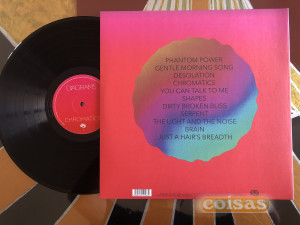 DIAGRAMS
CHROMATICS
PHANTOM POWER
GENTLE MORNING SONG
DESOLATION
CHROMATICS
YOU CAN TALK TO ME
SHAPES
DIRTY BROKEN BLISS
SERPENT
THE LIGHT AND THE NOISE
BRAIN
JUST A HAIR'S BREADTH
coisas